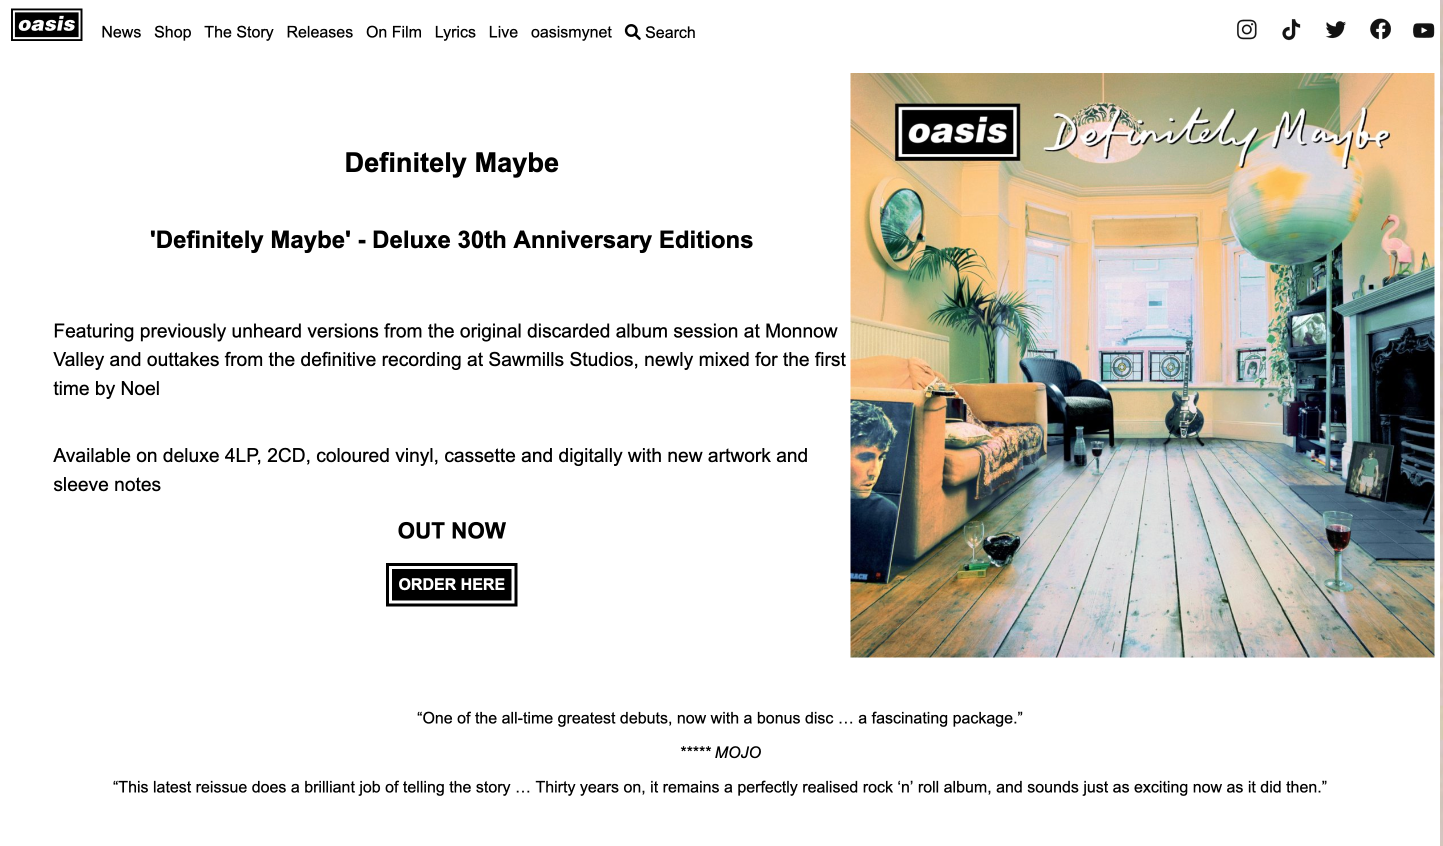 oasis
News Shop The Story Releases On Film Lyrics Live oasismynet Search
oasis Definitely Maybe
Definitely Maybe
'Definitely Maybe' - Deluxe 30th Anniversary Editions
Featuring previously unheard versions from the original discarded album session at Monnow
Valley and outtakes from the definitive recording at Sawmills Studios, newly mixed for the first
time by Noel
Available on deluxe 4LP, 2CD, coloured vinyl, cassette and digitally with new artwork and
sleeve notes
OUT NOW
ORDER HERE
“One of the all-time greatest debuts, now with a bonus disc … a fascinating package.”
***** MOJO
“This latest reissue does a brilliant job of telling the story … Thirty years on, it remains a perfectly realised rock ‘n’ roll album, and sounds just as exciting now as it did then.”